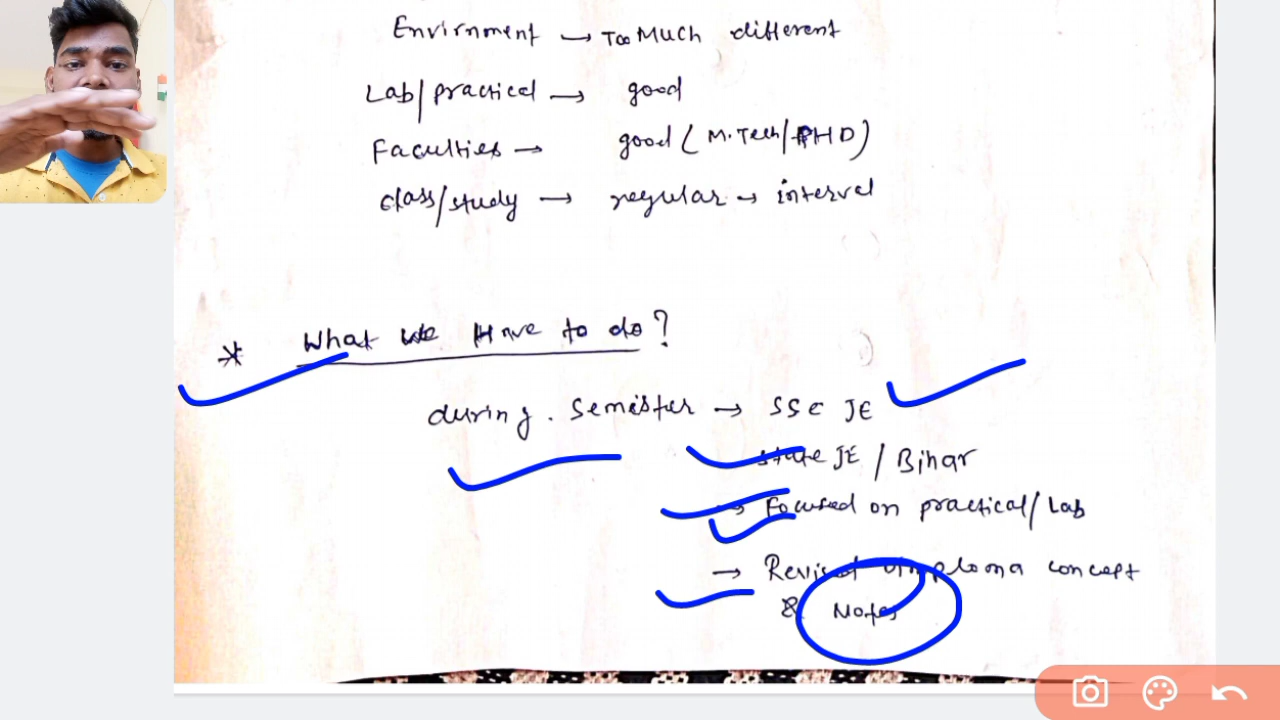 Envirnment → Too Much different
Lab/practical → good
Faculties → good (M.Tech/PHD)
class/study → regular → interval
* What We Have to do?
during. Semester → SSC JE
state JE / Bihar
→ Focused on practical/Lab
→ Revised diploma concept
& Notes